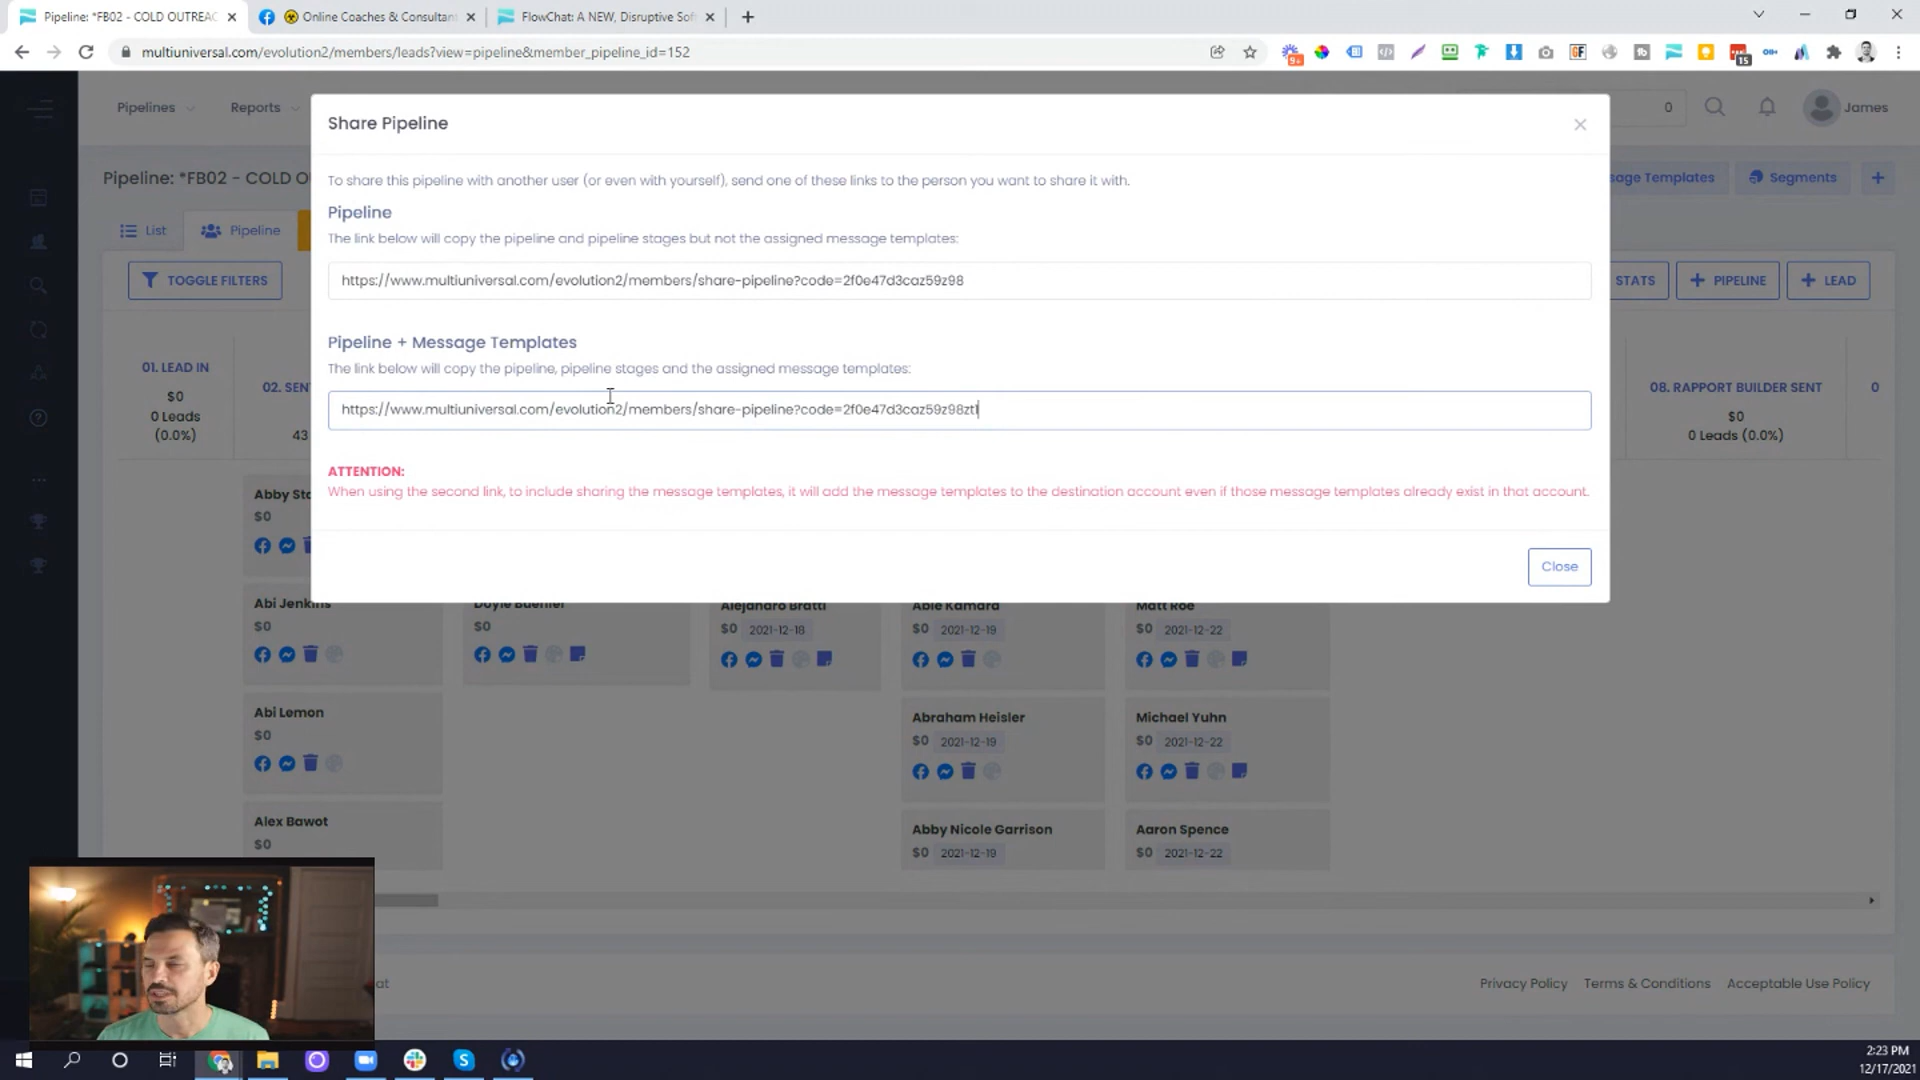 Pipeline: *FB02 - COLD OUTREAC
Online Coaches & Consultan
FlowChat: A NEW, Disruptive Sof
multiuniversal.com/evolution2/members/leads?view=pipeline&member_pipeline_id=152
9+
GF
15
Pipelines
Reports
0
James
Share Pipeline
To share this pipeline with another user (or even with yourself), send one of these links to the person you want to share it with.
Pipeline
The link below will copy the pipeline and pipeline stages but not the assigned message templates:
https://www.multiuniversal.com/evolution2/members/share-pipeline?code=2f0e47d3caz59z98
Pipeline + Message Templates
The link below will copy the pipeline, pipeline stages and the assigned message templates:
https://www.multiuniversal.com/evolution2/members/share-pipeline?code=2f0e47d3caz59z98zt1
ATTENTION:
When using the second link, to include sharing the message templates, it will add the message templates to the destination account even if those message templates already exist in that account.
Close
Pipeline: *FB02 - COLD O
sage Templates
Segments
+
List
Pipeline
TOGGLE FILTERS
STATS
+ PIPELINE
+ LEAD
01. LEAD IN
$0
0 Leads
(0.0%)
02. SEN
43
08. RAPPORT BUILDER SENT
$0
0 Leads (0.0%)
0
Abby Sta
$0
Abi Jenkins
$0
Abi Lemon
$0
Alex Bawot
$0
Doyle Buehler
$0
Alejandro Bratti
$0 2021-12-18
Abie Kamara
$0 2021-12-19
Abraham Heisler
$0 2021-12-19
Abby Nicole Garrison
$0 2021-12-19
Matt Roe
$0 2021-12-22
Michael Yuhn
$0 2021-12-22
Aaron Spence
$0 2021-12-22
at
Privacy Policy
Terms & Conditions
Acceptable Use Policy
2:23 PM
12/17/2021